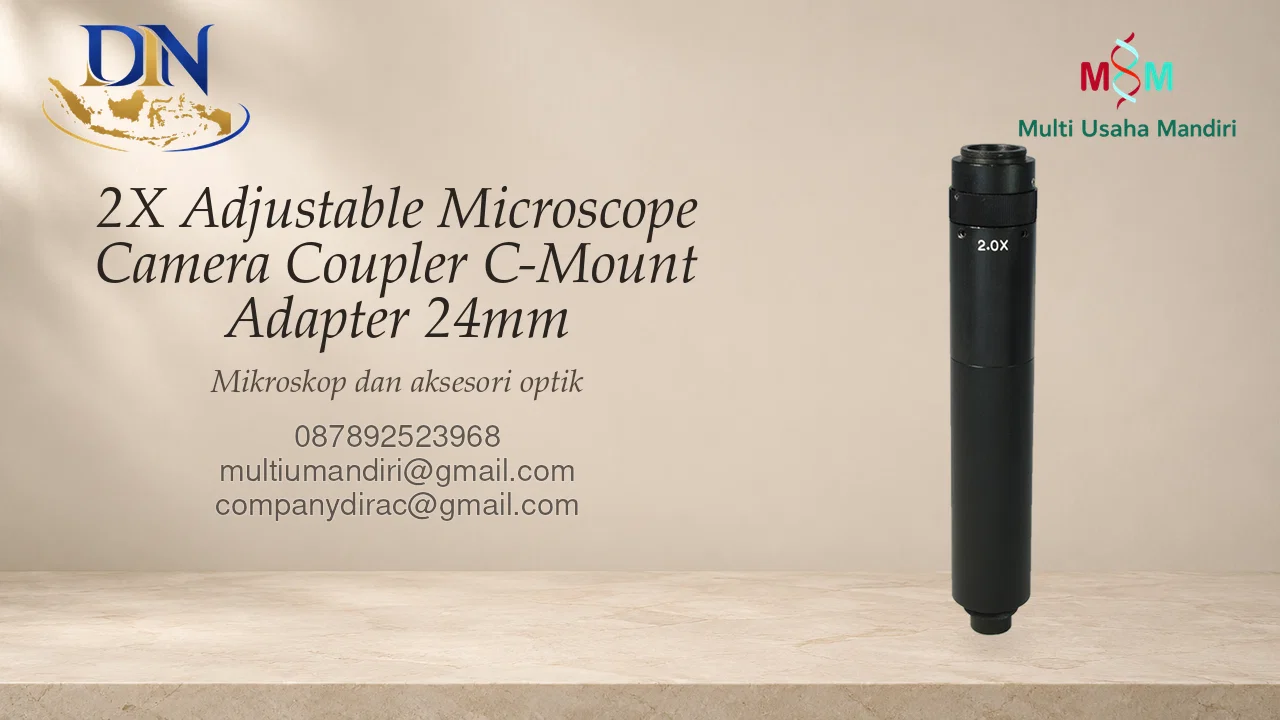 DN
M M
Multi Usaha Mandiri
2X Adjustable Microscope
Camera Coupler C-Mount
Adapter 24mm
Mikroskop dan aksesori optik
087892523968
multiumandiri@gmail.com
companydirac@gmail.com
2.0X